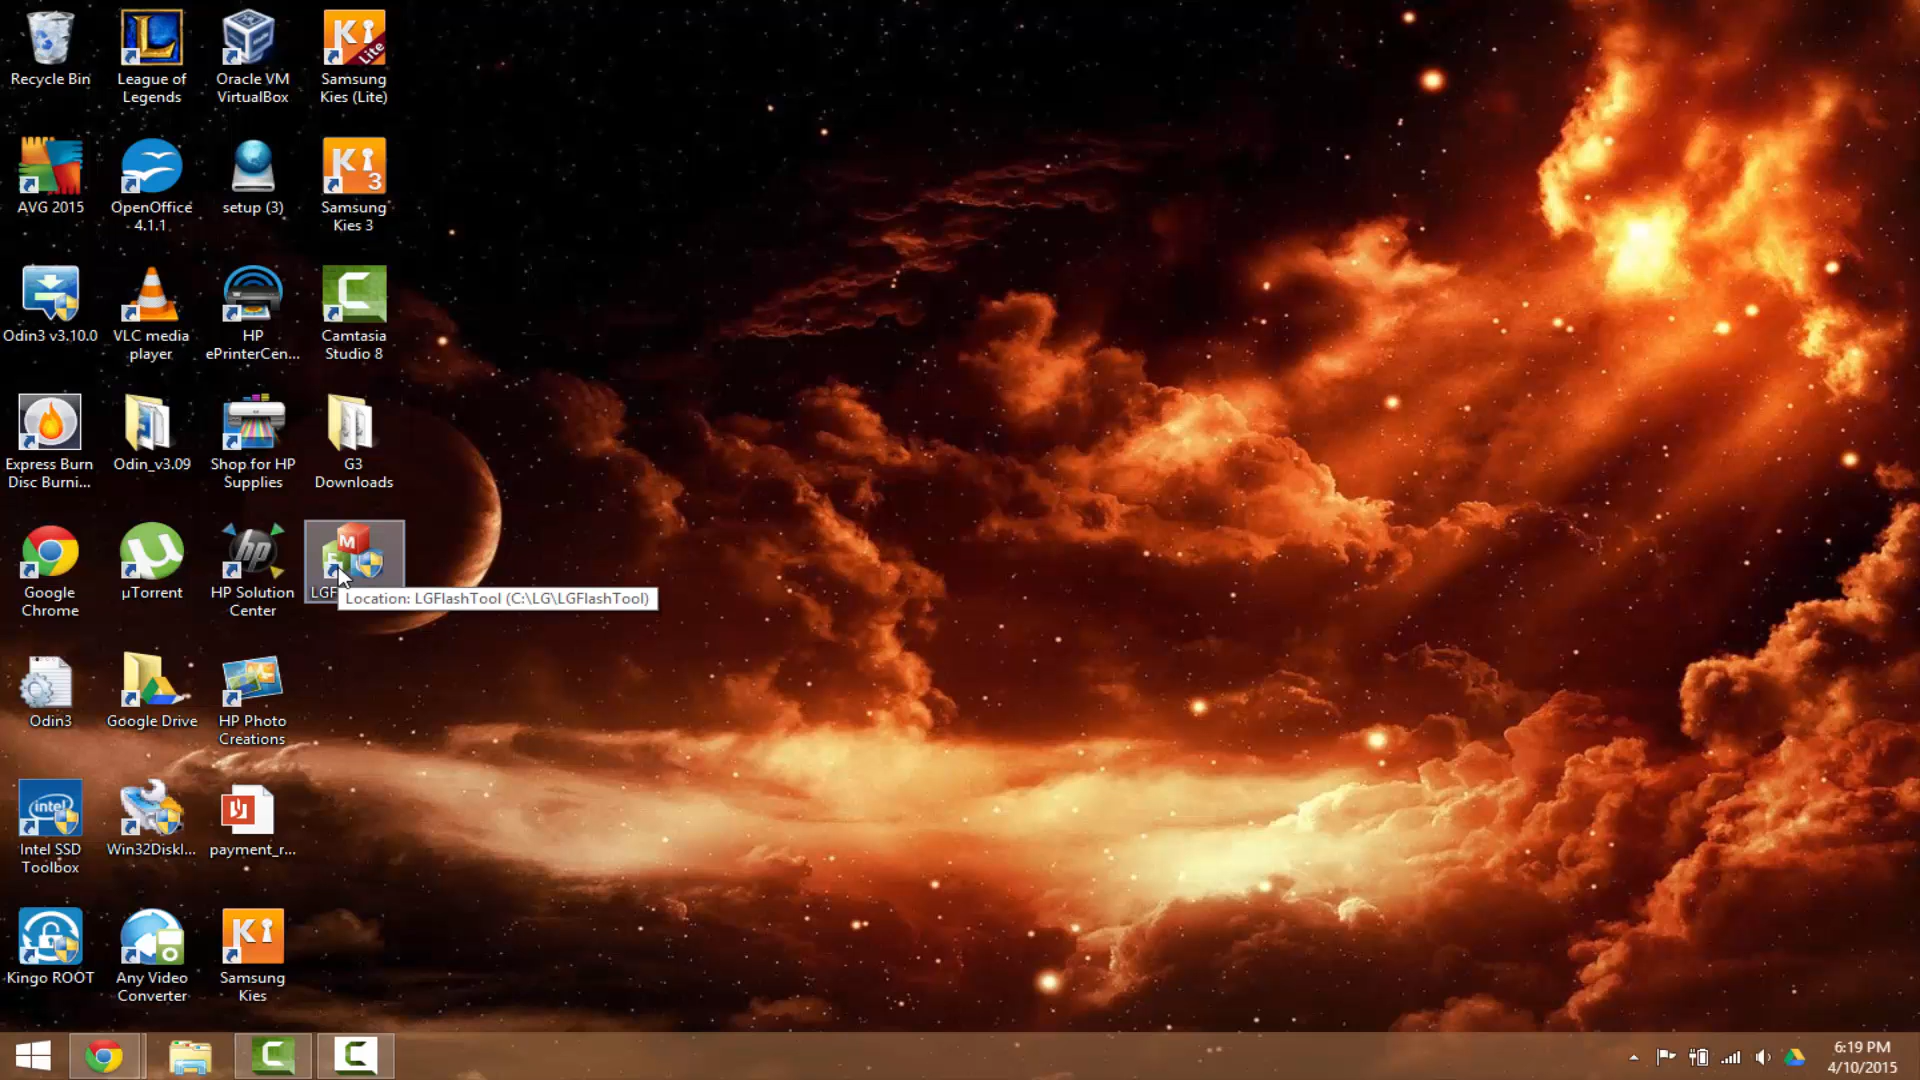 Recycle Bin
League of
Legends
Oracle VM
VirtualBox
Samsung
Kies (Lite)
AVG 2015
OpenOffice
4.1.1
setup (3)
Samsung
Kies 3
Odin3 v3.10.0
VLC media
player
HP
ePrinterCen...
Camtasia
Studio 8
Express Burn
Disc Burni...
Odin_v3.09
Shop for HP
Supplies
G3
Downloads
Google
Chrome
µTorrent
HP Solution
Center
LGF
Location: LGFlashTool (C:\LG\LGFlashTool)
Odin3
Google Drive
HP Photo
Creations
Intel SSD
Toolbox
Win32DiskI...
payment_r...
Kingo ROOT
Any Video
Converter
Samsung
Kies
6:19 PM
4/10/2015